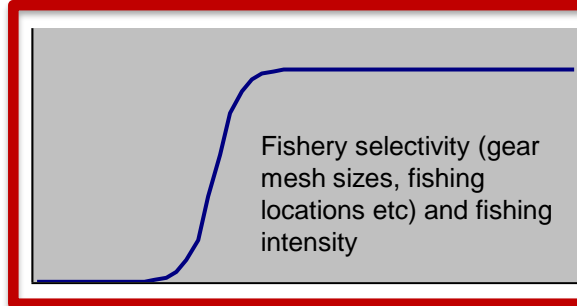 Fishery selectivity (gear
mesh sizes, fishing
locations etc) and fishing
intensity